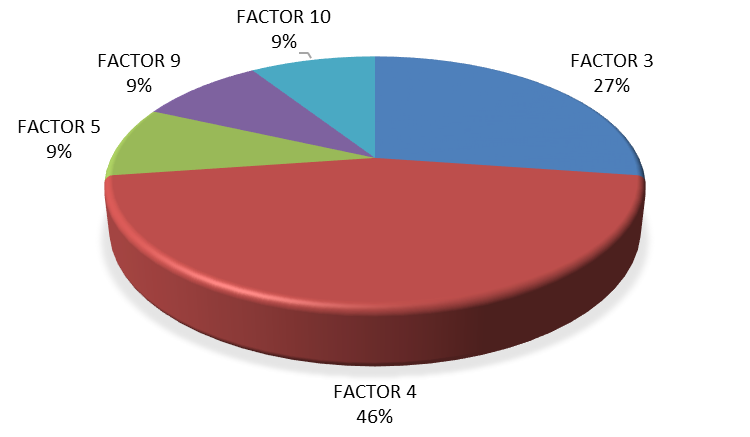 FACTOR 10
9%
FACTOR 3
27%
FACTOR 9
9%
FACTOR 5
9%
FACTOR 4
46%